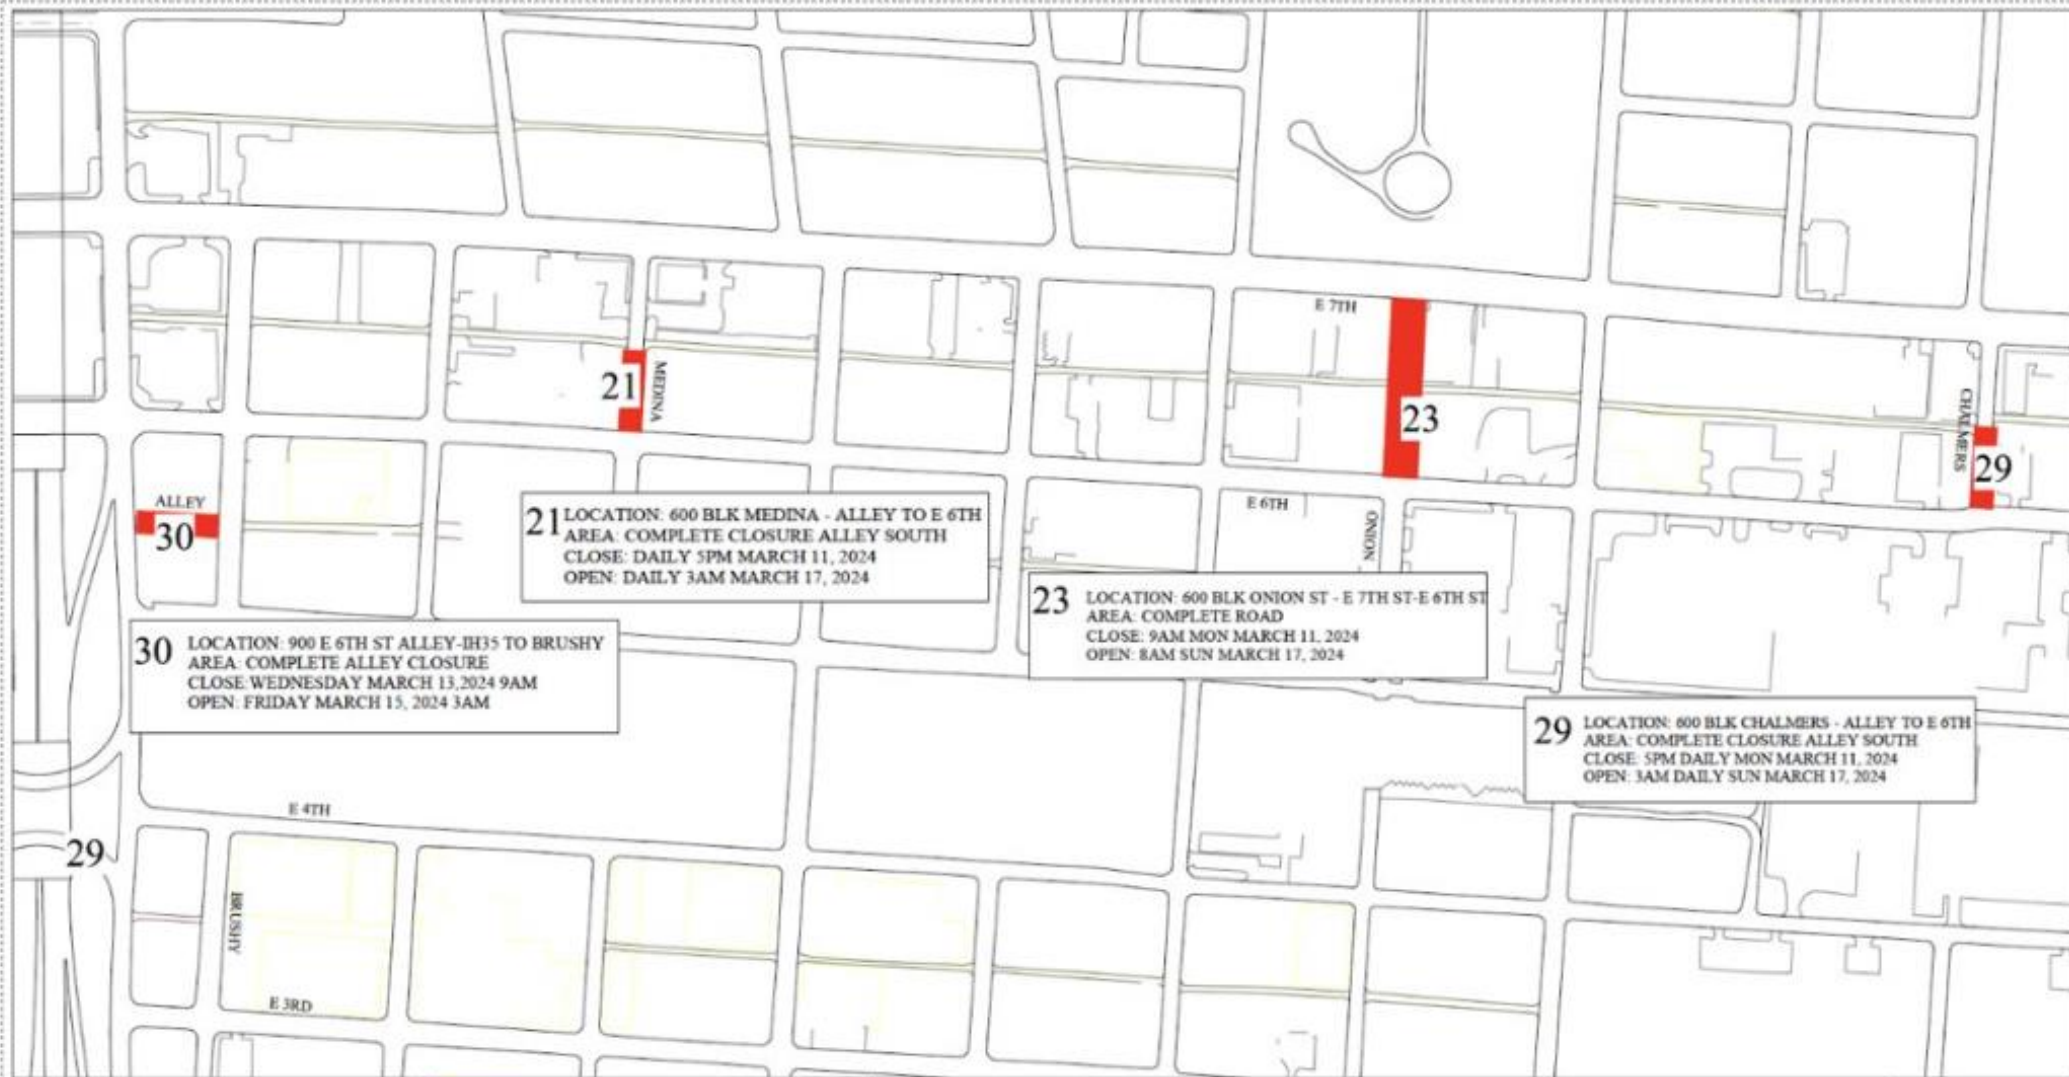 E 7TH
21
MEDINA
23
CHALMERS
29
ALLEY
30
E 6TH
ONION
21 LOCATION: 600 BLK MEDINA - ALLEY TO E 6TH
AREA: COMPLETE CLOSURE ALLEY SOUTH
CLOSE: DAILY 5PM MARCH 11, 2024
OPEN: DAILY 3AM MARCH 17, 2024
23 LOCATION: 600 BLK ONION ST - E 7TH ST-E 6TH ST
AREA: COMPLETE ROAD
CLOSE: 9AM MON MARCH 11, 2024
OPEN: 8AM SUN MARCH 17, 2024
30 LOCATION: 900 E 6TH ST ALLEY-IH35 TO BRUSHY
AREA: COMPLETE ALLEY CLOSURE
CLOSE: WEDNESDAY MARCH 13,2024 9AM
OPEN: FRIDAY MARCH 15, 2024 3AM
29 LOCATION: 600 BLK CHALMERS - ALLEY TO E 6TH
AREA: COMPLETE CLOSURE ALLEY SOUTH
CLOSE: 5PM DAILY MON MARCH 11, 2024
OPEN: 3AM DAILY SUN MARCH 17, 2024
E 4TH
29
BRUSHY
E 3RD